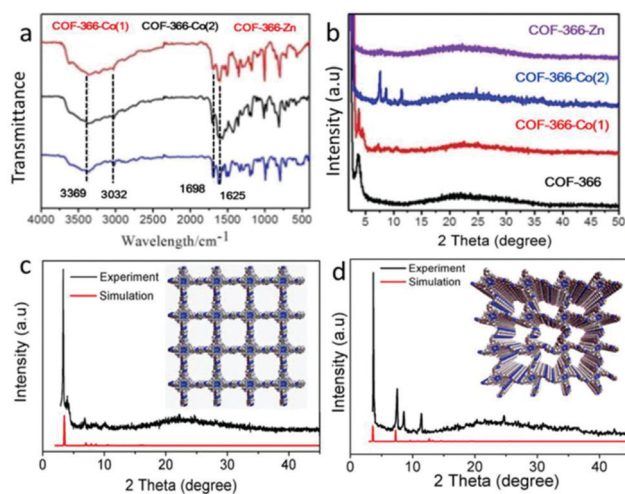 a
COF-366-Co(1) COF-366-Co(2) COF-366-Zn
Transmittance
3369 3032 1698 1625
4000 3500 3000 2500 2000 1500 1000 500
Wavelength/cm⁻¹
b
COF-366-Zn
COF-366-Co(2)
COF-366-Co(1)
COF-366
Intensity (a.u)
5 10 15 20 25 30 35 40 45 50
2 Theta (degree)
c
Experiment
Simulation
Intensity (a.u)
0 10 20 30 40
2 Theta (degree)
d
Experiment
Simulation
Intensity (a.u)
0 10 20 30 40
2 Theta (degree)